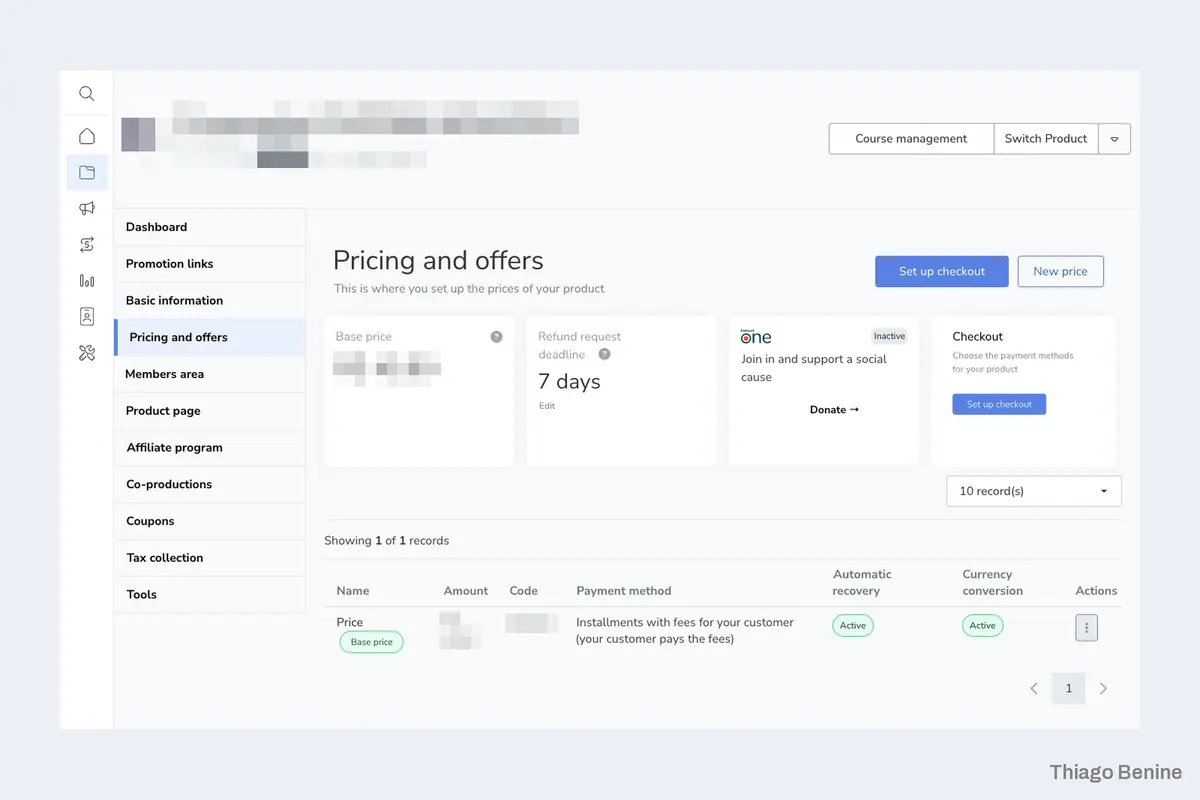 Course management
Switch Product
Dashboard
Promotion links
Basic information
Pricing and offers
Members area
Product page
Affiliate program
Co-productions
Coupons
Tax collection
Tools
Pricing and offers
This is where you set up the prices of your product
Set up checkout
New price
Base price
?
Refund request
deadline ?
7 days
Edit
one
Inactive
Join in and support a social
cause
Donate →
Checkout
Choose the payment methods
for your product
Set up checkout
10 record(s)
Showing 1 of 1 records
Name
Amount
Code
Payment method
Automatic
recovery
Currency
conversion
Actions
Price
Base price
Installments with fees for your customer
(your customer pays the fees)
Active
Active
1
Thiago Benine